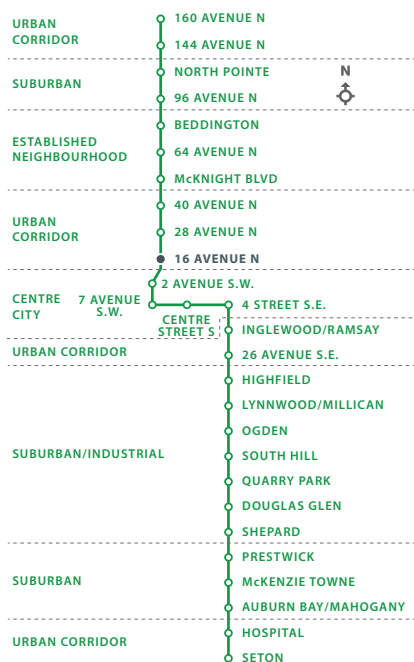 160 AVENUE N
URBAN
CORRIDOR
144 AVENUE N
NORTH POINTE
N
SUBURBAN
96 AVENUE N
BEDDINGTON
ESTABLISHED
NEIGHBOURHOOD
64 AVENUE N
McKNIGHT BLVD
40 AVENUE N
URBAN
CORRIDOR
28 AVENUE N
16 AVENUE N
2 AVENUE S.W.
CENTRE
CITY
7 AVENUE
S.W.
4 STREET S.E.
CENTRE
STREET S
INGLEWOOD/RAMSAY
URBAN CORRIDOR
26 AVENUE S.E.
HIGHFIELD
LYNNWOOD/MILLICAN
OGDEN
SUBURBAN/INDUSTRIAL
SOUTH HILL
QUARRY PARK
DOUGLAS GLEN
SHEPARD
PRESTWICK
SUBURBAN
McKENZIE TOWNE
AUBURN BAY/MAHOGANY
HOSPITAL
URBAN CORRIDOR
SETON